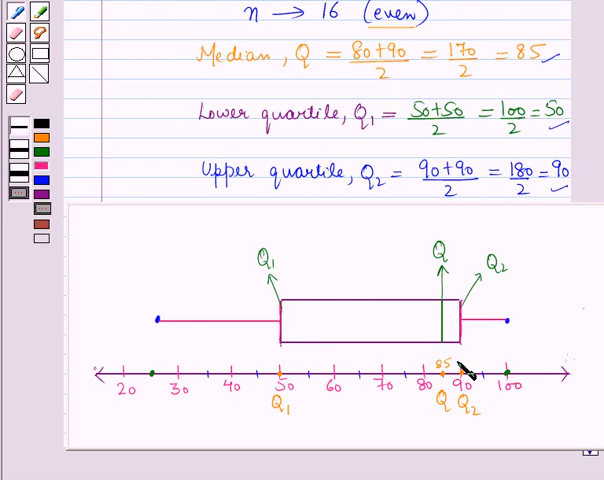 n → 16 (even)
Median, Q = 80+90/2 = 170/2 = 85 ✓
Lower quartile, Q₁ = 50+50/2 = 100/2 = 50 ✓
Upper quartile, Q₂ = 90+90/2 = 180/2 = 90 ✓
Q₁ Q Q₂
85
20 30 40 50 60 70 80 90 100
Q₁ Q Q₂